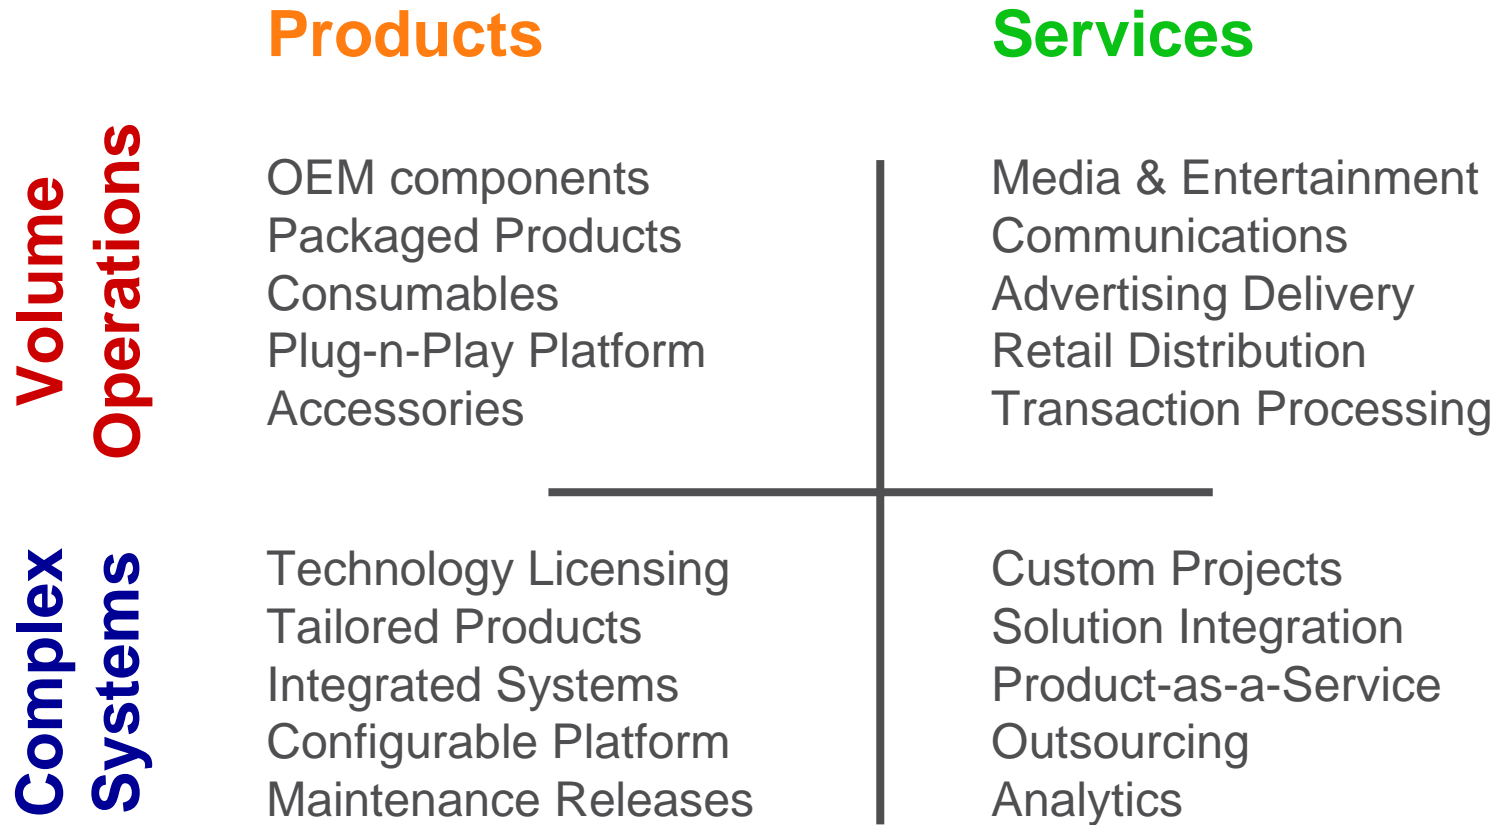 Products
Services
Volume
Operations
OEM components
Packaged Products
Consumables
Plug-n-Play Platform
Accessories
Media & Entertainment
Communications
Advertising Delivery
Retail Distribution
Transaction Processing
Complex
Systems
Technology Licensing
Tailored Products
Integrated Systems
Configurable Platform
Maintenance Releases
Custom Projects
Solution Integration
Product-as-a-Service
Outsourcing
Analytics